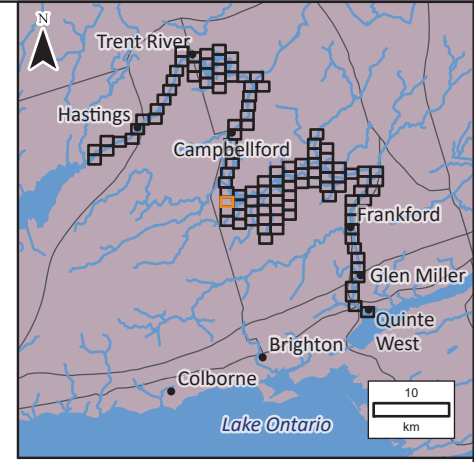 N
Trent River
Hastings
Campbellford
Frankford
Glen Miller
Quinte
West
Brighton
Colborne
Lake Ontario
10
km